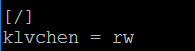 [/]
klvchen = rw